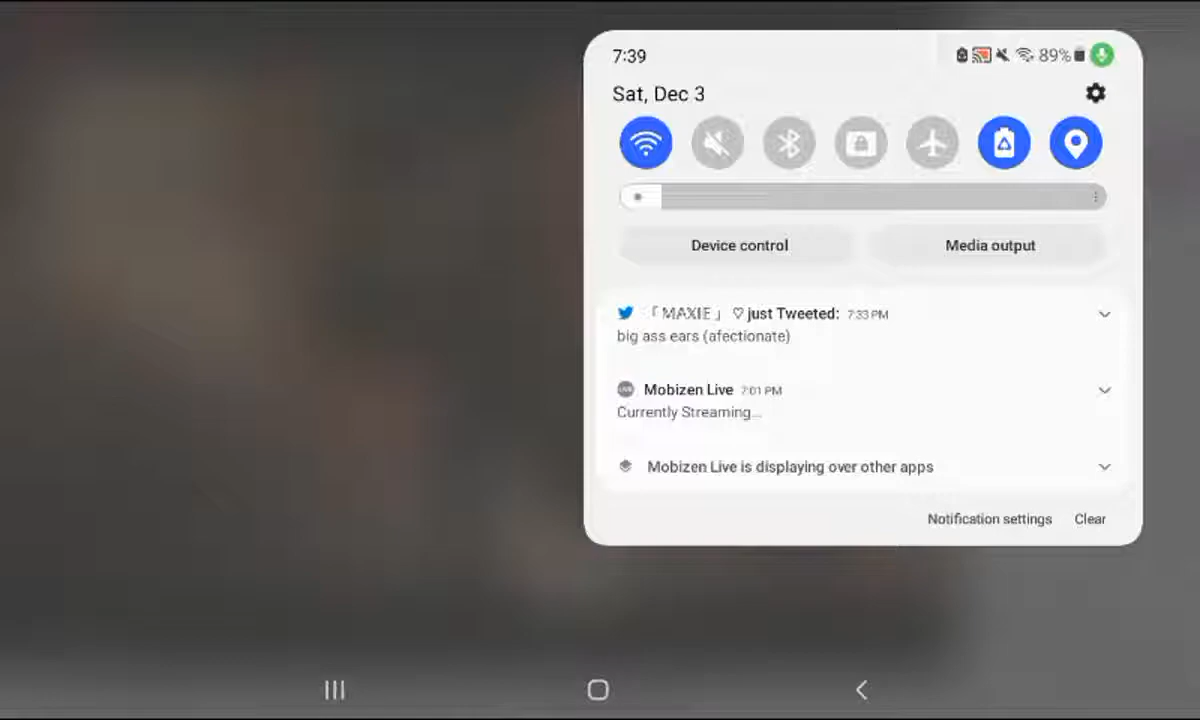 7:39
89%
Sat, Dec 3
Device control
Media output
「 MAXIE 」 ♡ just Tweeted: 7:33 PM
big ass ears (afectionate)
LIVE Mobizen Live 7:01 PM
Currently Streaming...
Mobizen Live is displaying over other apps
Notification settings
Clear